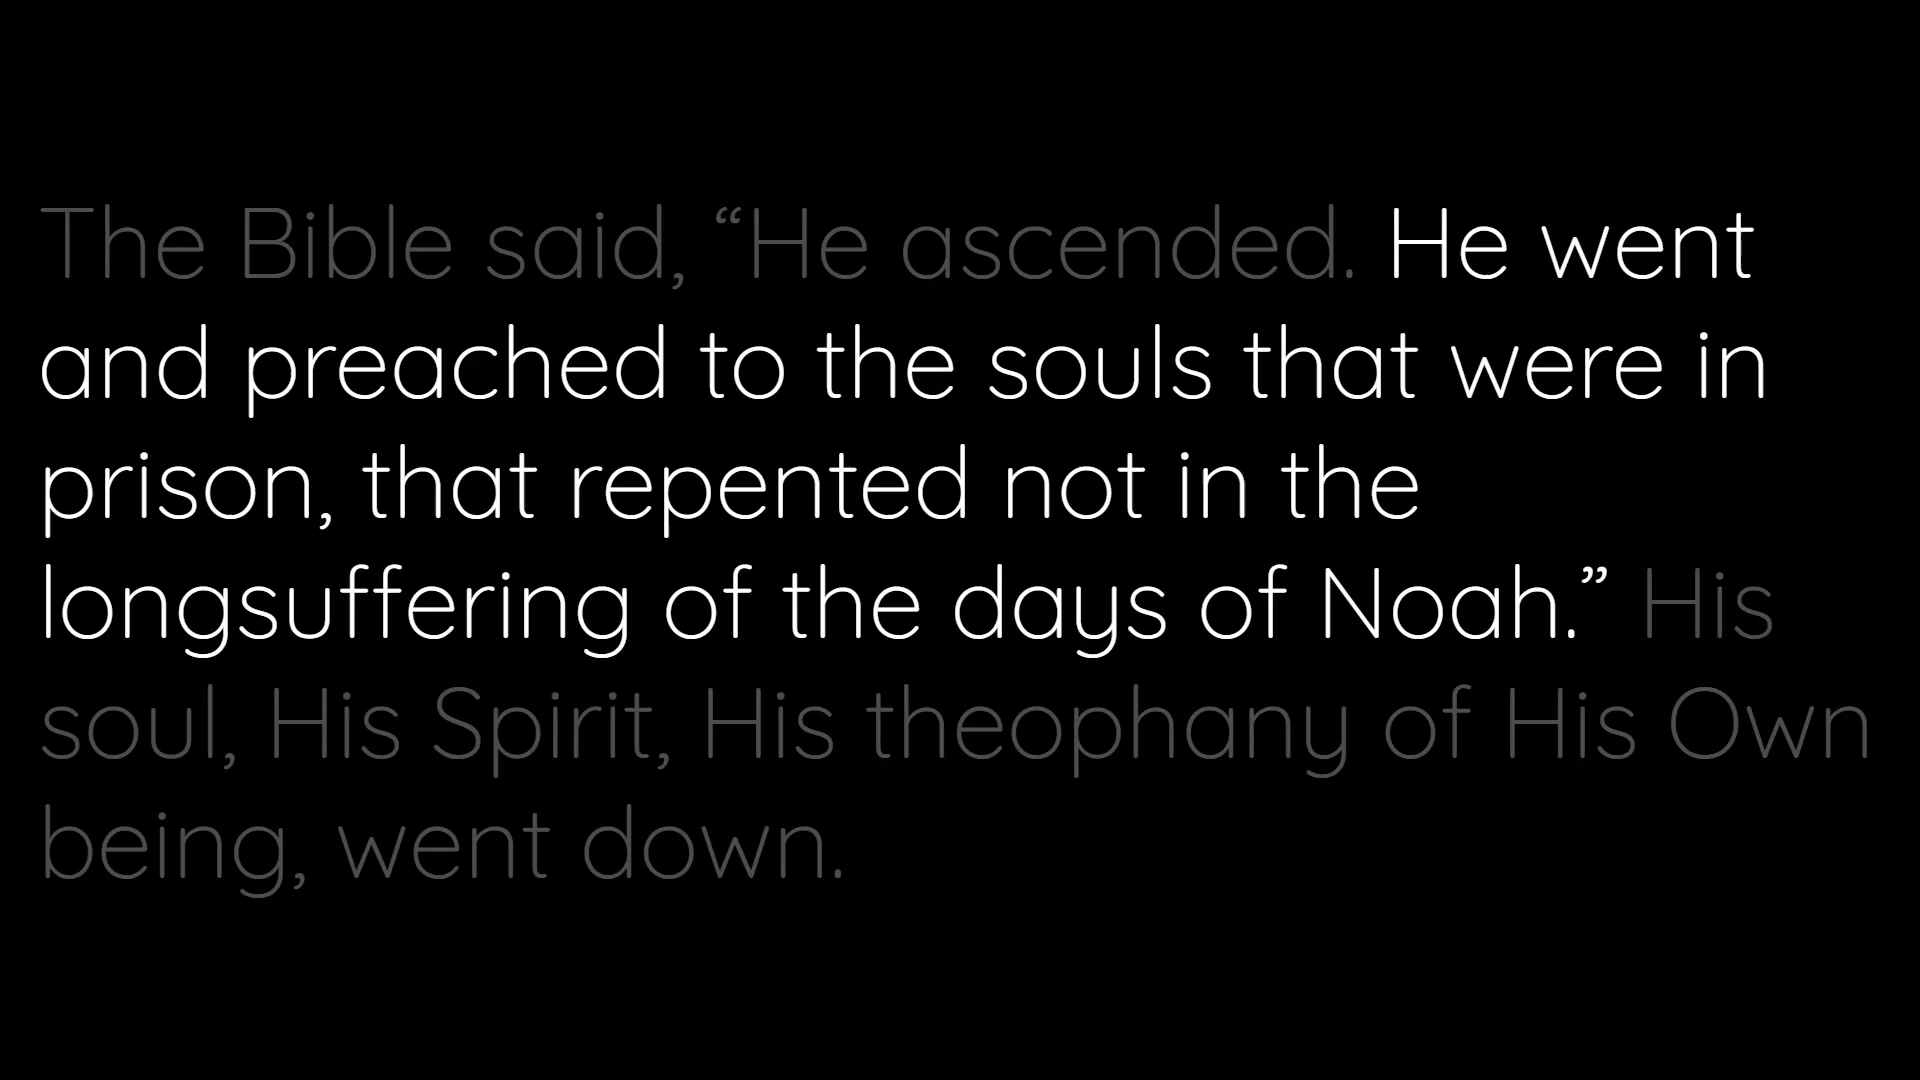 The Bible said, “He ascended. He went
and preached to the souls that were in
prison, that repented not in the
longsuffering of the days of Noah.” His
soul, His Spirit, His theophany of His Own
being, went down.